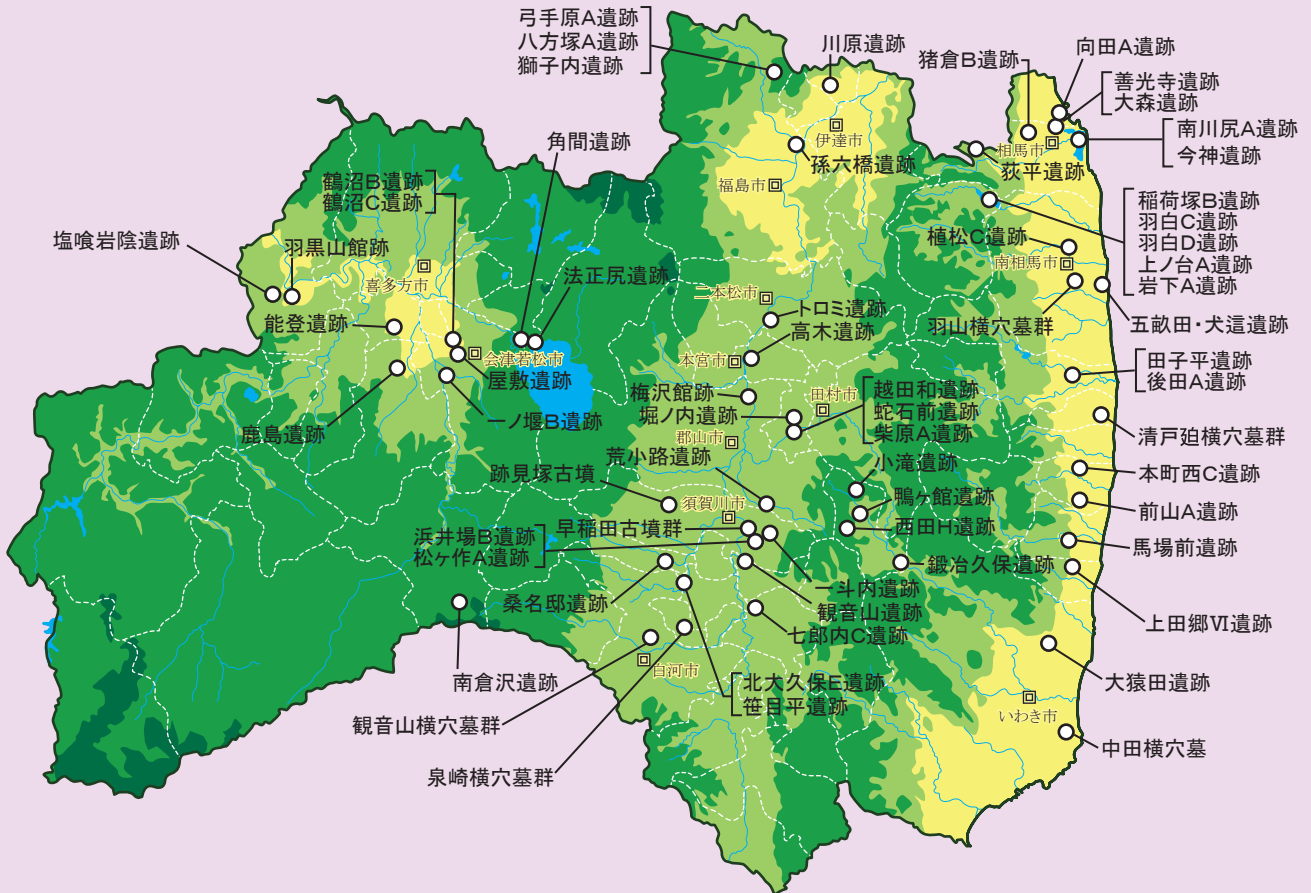 弓手原A遺跡
八方塚A遺跡
獅子内遺跡
川原遺跡
猪倉B遺跡
向田A遺跡
善光寺遺跡
大森遺跡
南川尻A遺跡
今神遺跡
伊達市
孫六橋遺跡
福島市
相馬市
荻平遺跡
角間遺跡
鶴沼B遺跡
鶴沼C遺跡
塩喰岩陰遺跡
羽黒山館跡
喜多方市
法正尻遺跡
能登遺跡
会津若松市
屋敷遺跡
一ノ堰B遺跡
鹿島遺跡
稲荷塚B遺跡
羽白C遺跡
羽白D遺跡
上ノ台A遺跡
岩下A遺跡
植松C遺跡
南相馬市
羽山横穴墓群
五畝田・犬這遺跡
二本松市
トロミ遺跡
高木遺跡
本宮市
田子平遺跡
後田A遺跡
梅沢館跡
堀ノ内遺跡
田村市
越田和遺跡
蛇石前遺跡
柴原A遺跡
清戸廹横穴墓群
郡山市
荒小路遺跡
小滝遺跡
本町西C遺跡
跡見塚古墳
須賀川市
鴨ヶ館遺跡
前山A遺跡
早稲田古墳群
西田H遺跡
浜井場B遺跡
松ヶ作A遺跡
馬場前遺跡
鍛冶久保遺跡
一斗内遺跡
桑名邸遺跡
観音山遺跡
七郎内C遺跡
上田郷Ⅵ遺跡
白河市
南倉沢遺跡
北大久保E遺跡
笹目平遺跡
大猿田遺跡
観音山横穴墓群
いわき市
泉崎横穴墓群
中田横穴墓